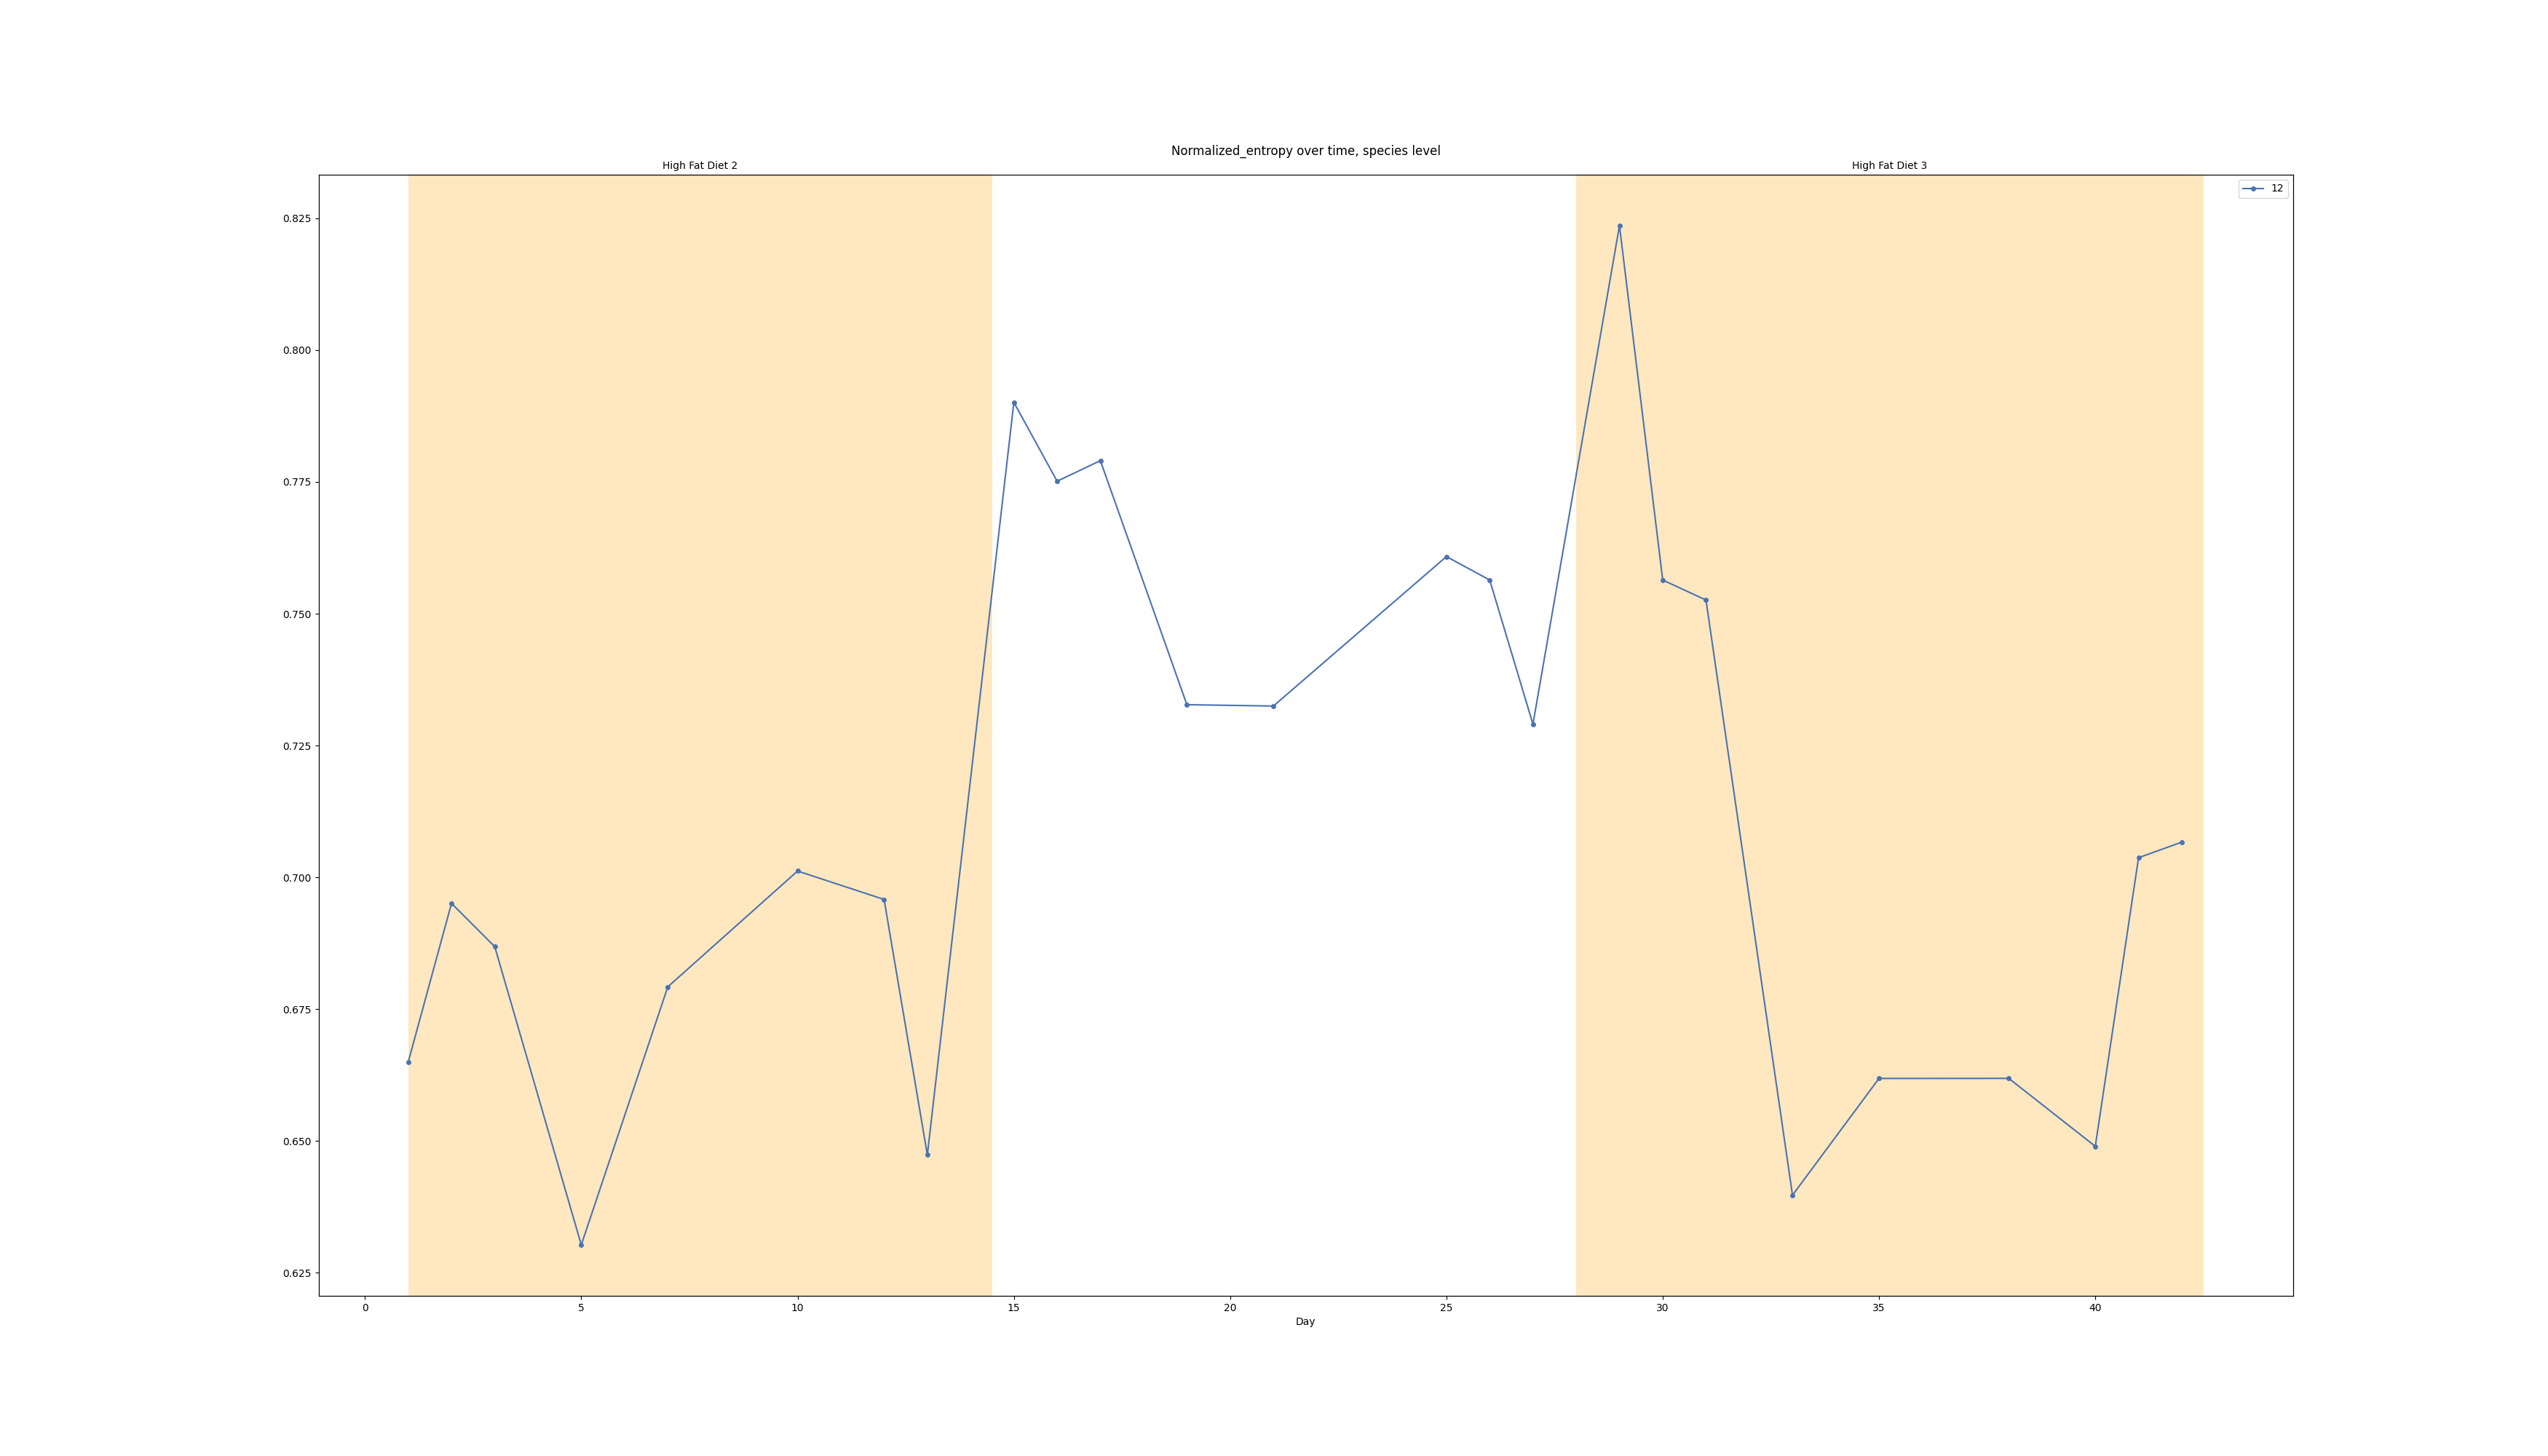 Normalized_entropy over time, species level
High Fat Diet 2
High Fat Diet 3
12
0.825
0.800
0.775
0.750
0.725
0.700
0.675
0.650
0.625
0 5 10 15 20 25 30 35 40
Day